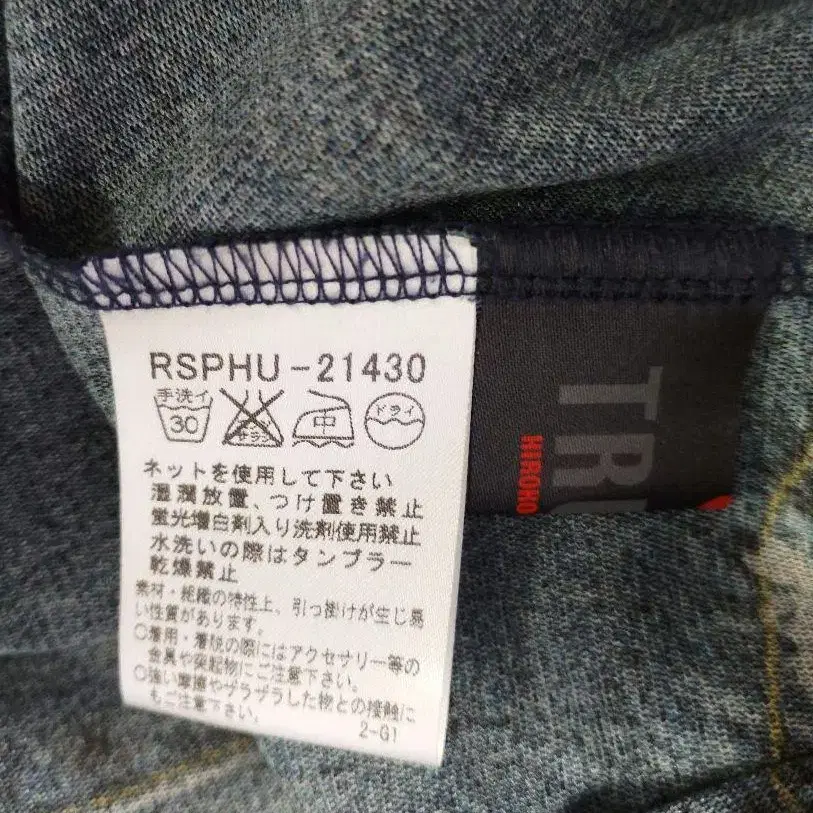 RSPHU-21430
手洗イ
30
サラシ
中
ドライ
ネットを使用して下さい
湿潤放置、つけ置き禁止
蛍光増白剤入り洗剤使用禁止
水洗いの際はタンブラー
乾燥禁止
素材・組織の特性上、引っ掛けが生じ易
い性質があります。
○着用・着脱の際にはアクセサリー等の
金具や突起物にご注意下さい。
○強い摩擦やザラザラした物との接触に
もご注意下さい。
2-G!
TRU
HIROKO